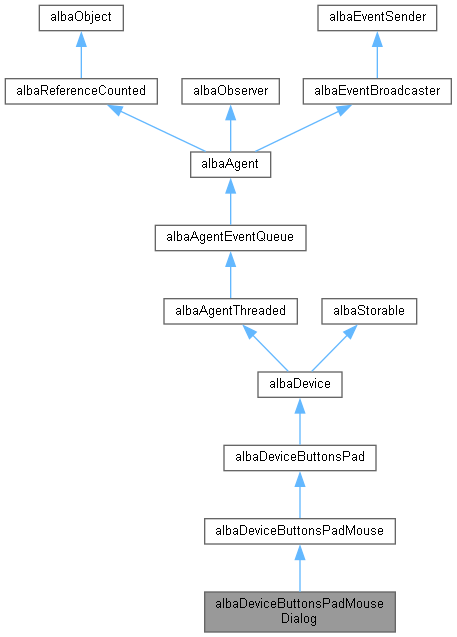 albaObject
albaEventSender
albaReferenceCounted
albaObserver
albaEventBroadcaster
albaAgent
albaAgentEventQueue
albaAgentThreaded
albaStorable
albaDevice
albaDeviceButtonsPad
albaDeviceButtonsPadMouse
albaDeviceButtonsPadMouse
Dialog